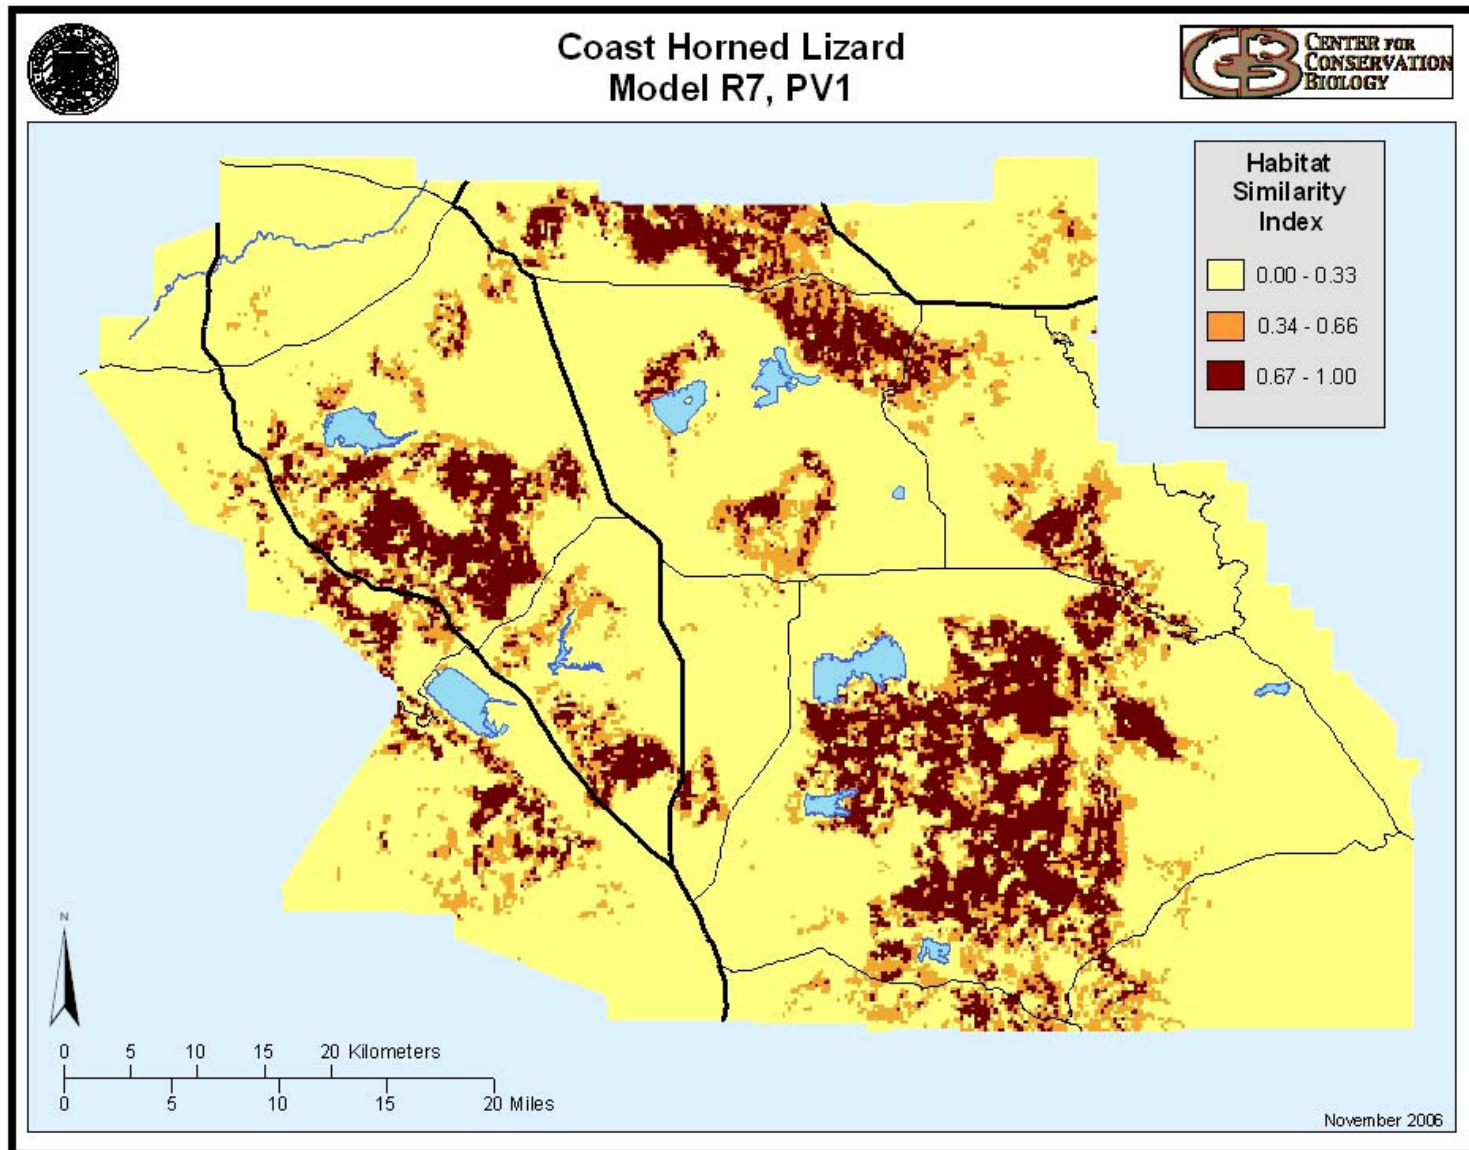 Coast Horned Lizard
Model R7, PV1
CENTER FOR
CONSERVATION
BIOLOGY
Habitat
Similarity
Index
0.00 - 0.33
0.34 - 0.66
0.67 - 1.00
N
0 5 10 15 20 Kilometers
0 5 10 15 20 Miles
November 2006